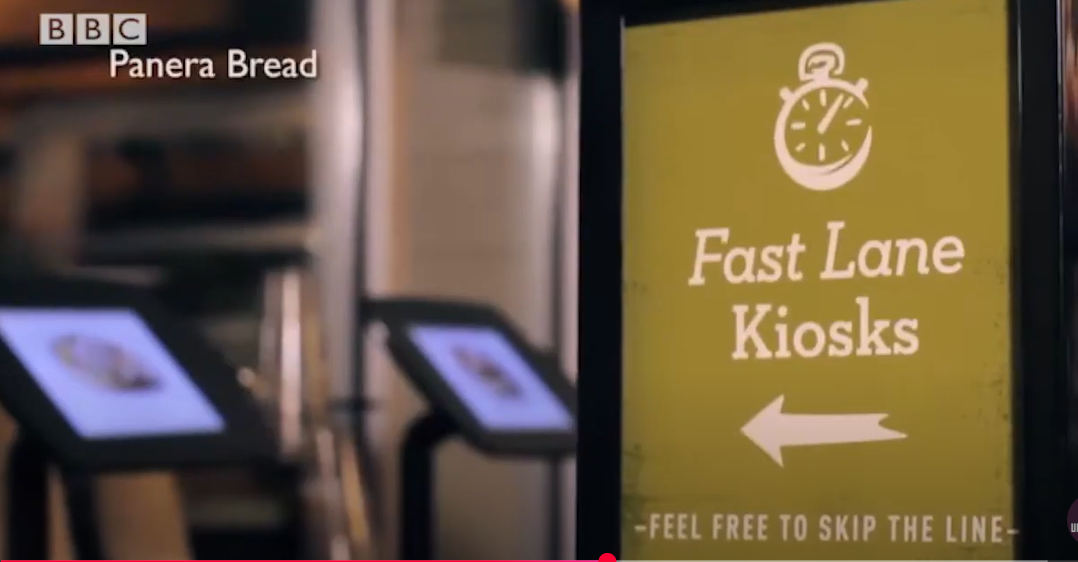 BBC
Panera Bread
Fast Lane
Kiosks
-FEEL FREE TO SKIP THE LINE-